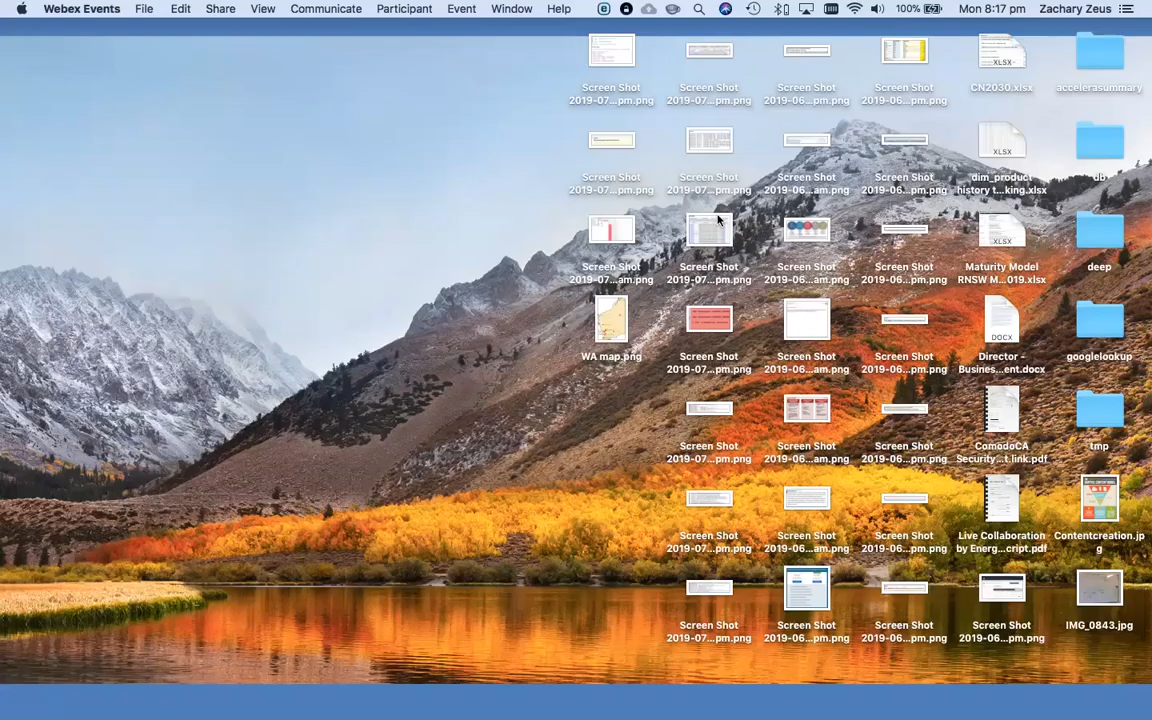 Webex Events File Edit Share View Communicate Participant Event Window Help 100% Mon 8:17 pm Zachary Zeus
XLSX
Screen Shot
2019-07...pm.png
Screen Shot
2019-07...pm.png
Screen Shot
2019-06...pm.png
Screen Shot
2019-06...pm.png
CN2030.xlsx
accelerasummary
XLSX
Screen Shot
2019-07...pm.png
Screen Shot
2019-07...pm.png
Screen Shot
2019-06...am.png
Screen Shot
2019-06...pm.png
dim_product
history t...king.xlsx
db
XLSX
Screen Shot
2019-07...am.png
Screen Shot
2019-07...pm.png
Screen Shot
2019-06...am.png
Screen Shot
2019-06...pm.png
Maturity Model
RNSW M...019.xlsx
deep
DOCX
WA map.png
Screen Shot
2019-07...pm.png
Screen Shot
2019-06...am.png
Screen Shot
2019-06...pm.png
Director -
Busines...ent.docx
googlelookup
Screen Shot
2019-07...pm.png
Screen Shot
2019-06...am.png
Screen Shot
2019-06...pm.png
ComodoCA
Security...t.link.pdf
tmp
Screen Shot
2019-07...pm.png
Screen Shot
2019-06...am.png
Screen Shot
2019-06...pm.png
Live Collaboration
by Energ...cript.pdf
Contentcreation.jp
g
Screen Shot
2019-07...pm.png
Screen Shot
2019-06...pm.png
Screen Shot
2019-06...pm.png
Screen Shot
2019-06...pm.png
IMG_0843.jpg